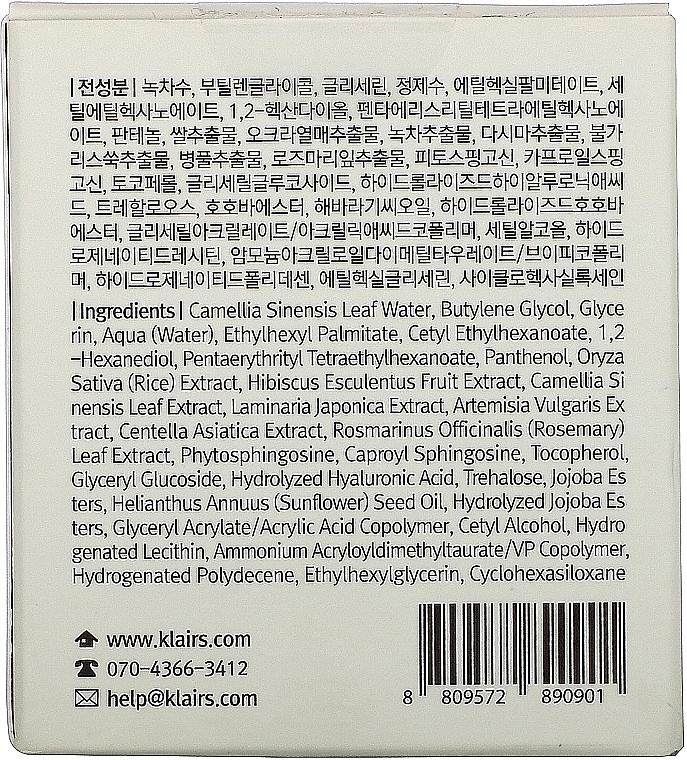 |전성분| 녹차수, 부틸렌글라이콜, 글리세린, 정제수, 에틸헥실팔미테이트, 세
틸에틸헥사노에이트, 1,2-헥산다이올, 펜타에리스리틸테트라에틸헥사노에
이트, 판테놀, 쌀추출물, 오크라열매추출물, 녹차추출물, 다시마추출물, 불가
리스쑥추출물, 병풀추출물, 로즈마리잎추출물, 피토스핑고신, 카프로일스핑
고신, 토코페롤, 글리세릴글루코사이드, 하이드롤라이즈드하이알루로닉애씨
드, 트레할로오스, 호호바에스터, 해바라기씨오일, 하이드롤라이즈드호호바
에스터, 글리세릴아크릴레이트/아크릴릭애씨드코폴리머, 세틸알코올, 하이드
로제네이티드레시틴, 암모늄아크릴로일다이메틸타우레이트/브이피코폴리
머, 하이드로제네이티드폴리데센, 에틸헥실글리세린, 사이클로헥사실록세인
|Ingredients| Camellia Sinensis Leaf Water, Butylene Glycol, Glyce
rin, Aqua (Water), Ethylhexyl Palmitate, Cetyl Ethylhexanoate, 1,2
-Hexanediol, Pentaerythrityl Tetraethylhexanoate, Panthenol, Oryza
Sativa (Rice) Extract, Hibiscus Esculentus Fruit Extract, Camellia Si
nensis Leaf Extract, Laminaria Japonica Extract, Artemisia Vulgaris Ex
tract, Centella Asiatica Extract, Rosmarinus Officinalis (Rosemary)
Leaf Extract, Phytosphingosine, Caproyl Sphingosine, Tocopherol,
Glyceryl Glucoside, Hydrolyzed Hyaluronic Acid, Trehalose, Jojoba Es
ters, Helianthus Annuus (Sunflower) Seed Oil, Hydrolyzed Jojoba Es
ters, Glyceryl Acrylate/Acrylic Acid Copolymer, Cetyl Alcohol, Hydro
genated Lecithin, Ammonium Acryloyldimethyltaurate/VP Copolymer,
Hydrogenated Polydecene, Ethylhexylglycerin, Cyclohexasiloxane
www.klairs.com
070-4366-3412
help@klairs.com
8 809572 890901